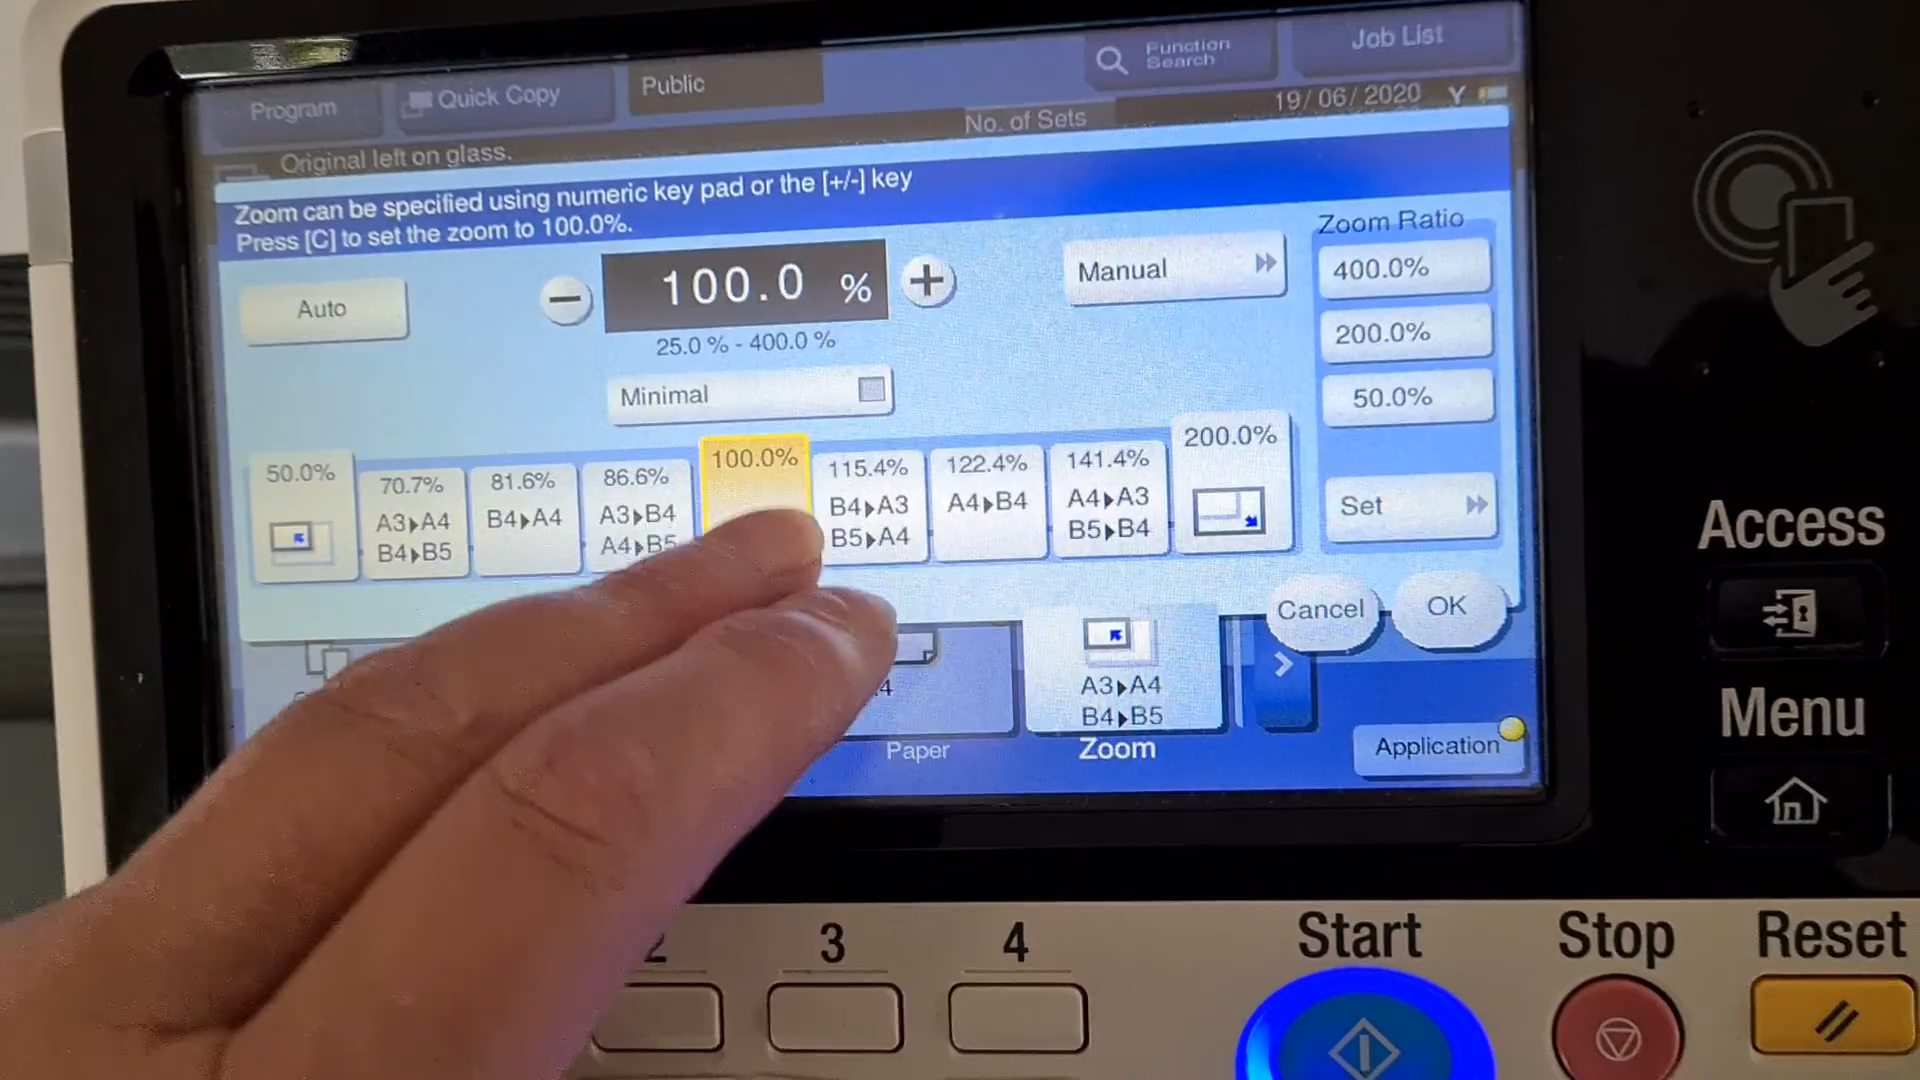 Program
Quick Copy
Public
Function
Search
Job List
19/06/2020
Y
Original left on glass.
No. of Sets
Zoom can be specified using numeric key pad or the [+/-] key
Press [C] to set the zoom to 100.0%.
Auto
−
100.0 %
+
25.0 % - 400.0 %
Manual
Minimal
Zoom Ratio
400.0%
200.0%
50.0%
Set
50.0%
70.7%
A3▶A4
B4▶B5
81.6%
B4▶A4
86.6%
A3▶B4
A4▶B5
100.0%
115.4%
B4▶A3
B5▶A4
122.4%
A4▶B4
141.4%
A4▶A3
B5▶B4
200.0%
Cancel
OK
4
Paper
A3▶A4
B4▶B5
Zoom
Application
Access
Menu
2
3
4
Start
Stop
Reset